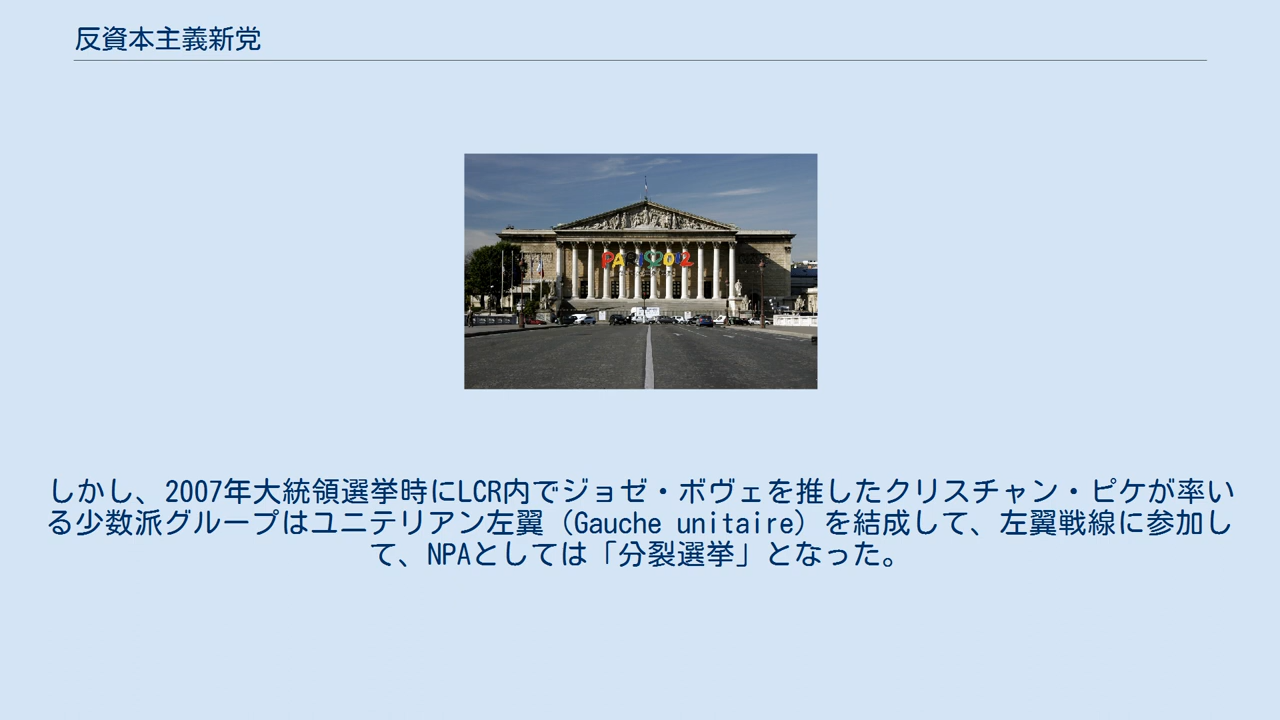 反資本主義新党
PARIS2012
しかし、2007年大統領選挙時にLCR内でジョゼ・ボヴェを推したクリスチャン・ピケが率い
る少数派グループはユニテリアン左翼（Gauche unitaire）を結成して、左翼戦線に参加し
て、NPAとしては「分裂選挙」となった。